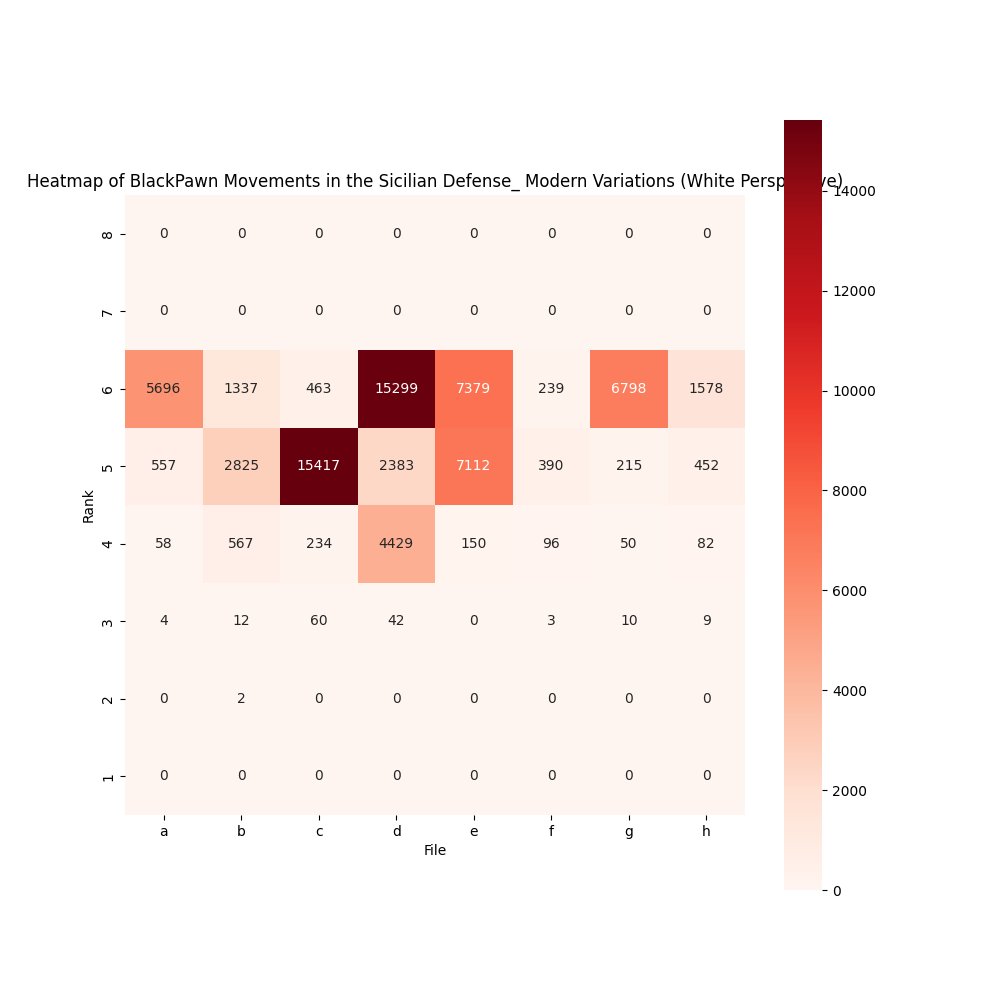 Heatmap of BlackPawn Movements in the Sicilian Defense_ Modern Variations (White Persp ve)
14000
8 0 0 0 0 0 0 0 0
7 0 0 0 0 0 0 0 0
12000
6 5696 1337 463 15299 7379 239 6798 1578
10000
5 557 2825 15417 2383 7112 390 215 452
8000
Rank
4 58 567 234 4429 150 96 50 82
6000
3 4 12 60 42 0 3 10 9
4000
2 0 2 0 0 0 0 0 0
1 0 0 0 0 0 0 0 0
2000
a b c d e f g h
File
0